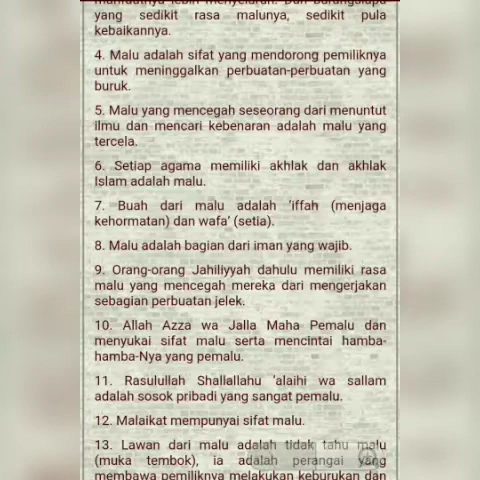 manfaatnya lebih menyeluruh. Dan barangsiapa
yang sedikit rasa malunya, sedikit pula
kebaikannya.
4. Malu adalah sifat yang mendorong pemiliknya
untuk meninggalkan perbuatan-perbuatan yang
buruk.
5. Malu yang mencegah seseorang dari menuntut
ilmu dan mencari kebenaran adalah malu yang
tercela.
6. Setiap agama memiliki akhlak dan akhlak
Islam adalah malu.
7. Buah dari malu adalah 'iffah (menjaga
kehormatan) dan wafa' (setia).
8. Malu adalah bagian dari iman yang wajib.
9. Orang-orang Jahiliyyah dahulu memiliki rasa
malu yang mencegah mereka dari mengerjakan
sebagian perbuatan jelek.
10. Allah Azza wa Jalla Maha Pemalu dan
menyukai sifat malu serta mencintai hamba-
hamba-Nya yang pemalu.
11. Rasulullah Shallallahu 'alaihi wa sallam
adalah sosok pribadi yang sangat pemalu.
12. Malaikat mempunyai sifat malu.
13. Lawan dari malu adalah tidak tahu malu
(muka tembok), ia adalah perangai yang
membawa pemiliknya melakukan keburukan dan